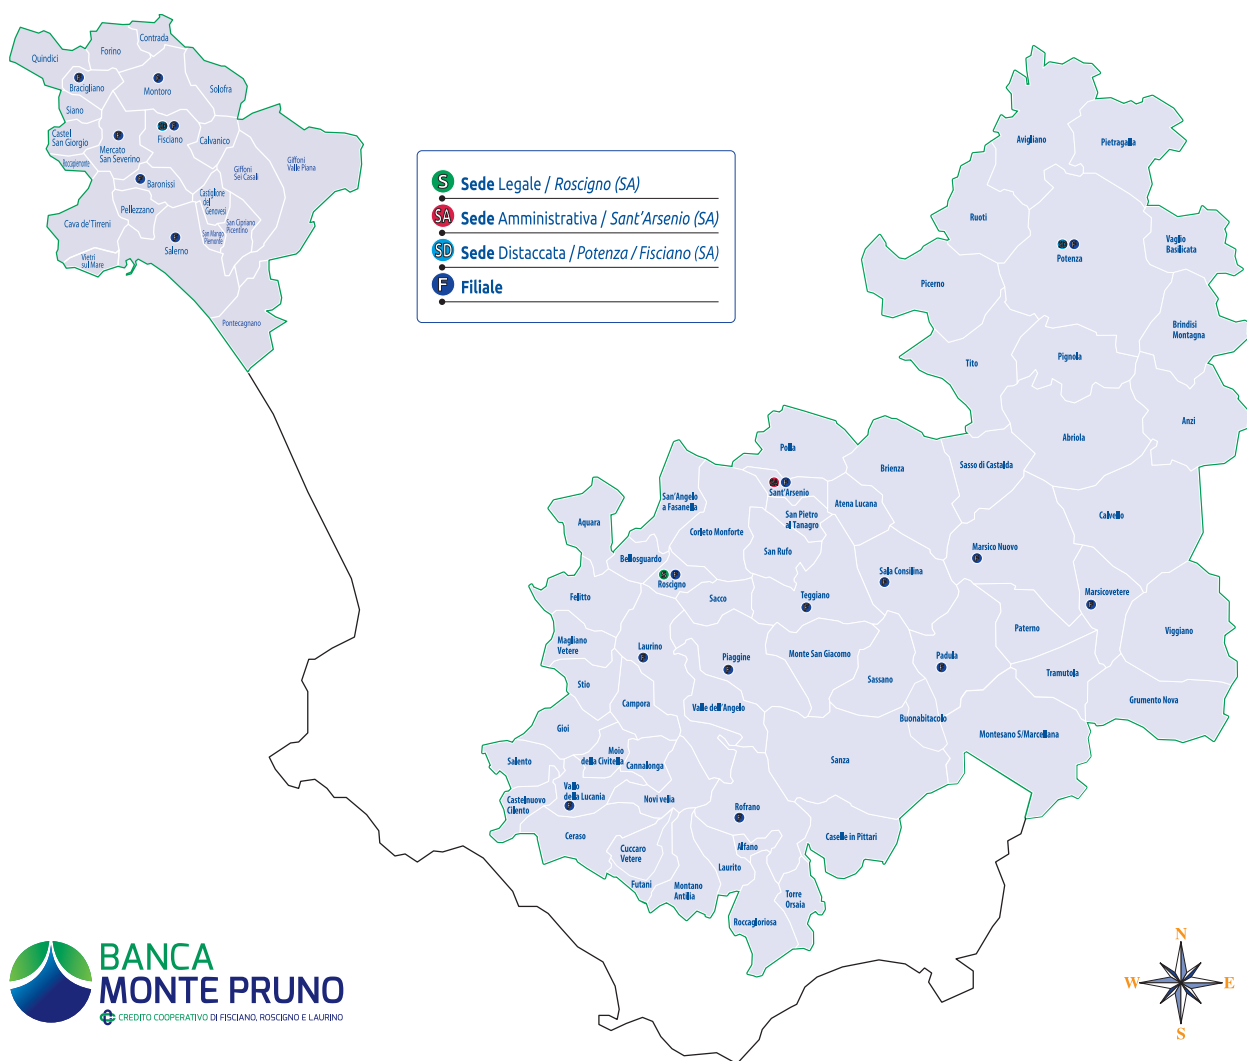 Contrada
Forino
Quindici
Bracigliano
Montoro
Solofra
Siano
Castel
San Giorgio
Mercato
San Severino
Fisciano
Calvanico
Roccapiemonte
Giffoni
Valle Piana
Giffoni
Sei Casali
Baronissi
Castiglione
del
Genovesi
Pellezzano
Cava de' Tirreni
San Cipriano
Picentino
San Mango
Piemonte
Salerno
Vietri
sul Mare
Pontecagnano
S Sede Legale / Roscigno (SA)
SA Sede Amministrativa / Sant'Arsenio (SA)
SD Sede Distaccata / Potenza / Fisciano (SA)
F Filiale
Avigliano
Pietragalla
Ruoti
Vaglio
Basilicata
Potenza
Picerno
Brindisi
Montagna
Tito
Pignola
Anzi
Abriola
Polla
Brienza
Sasso di Castalda
Sant'Arsenio
San'Angelo
a Fasanella
Atena Lucana
San Pietro
al Tanagro
Calvello
Aquara
Corleto Monforte
San Rufo
Marsico Nuovo
Bellosguardo
Sala Consilina
Roscigno
Marsicovetere
Felitto
Sacco
Teggiano
Paterno
Viggiano
Magliano
Vetere
Laurino
Piaggine
Monte San Giacomo
Padula
Tramutola
Stio
Sassano
Campora
Valle dell'Angelo
Grumento Nova
Buonabitacolo
Gioi
Montesano S/Marcellana
Moio
della Civitella
Salento
Cannalonga
Sanza
Vallo
della Lucania
Castelnuovo
Cilento
Novi velia
Rofrano
Ceraso
Caselle in Pittari
Cuccaro
Vetere
Alfano
Laurito
Futani
Montano
Antilia
Torre
Orsaia
Roccagloriosa
BANCA
MONTE PRUNO
CREDITO COOPERATIVO DI FISCIANO, ROSCIGNO E LAURINO
N
W
E
S